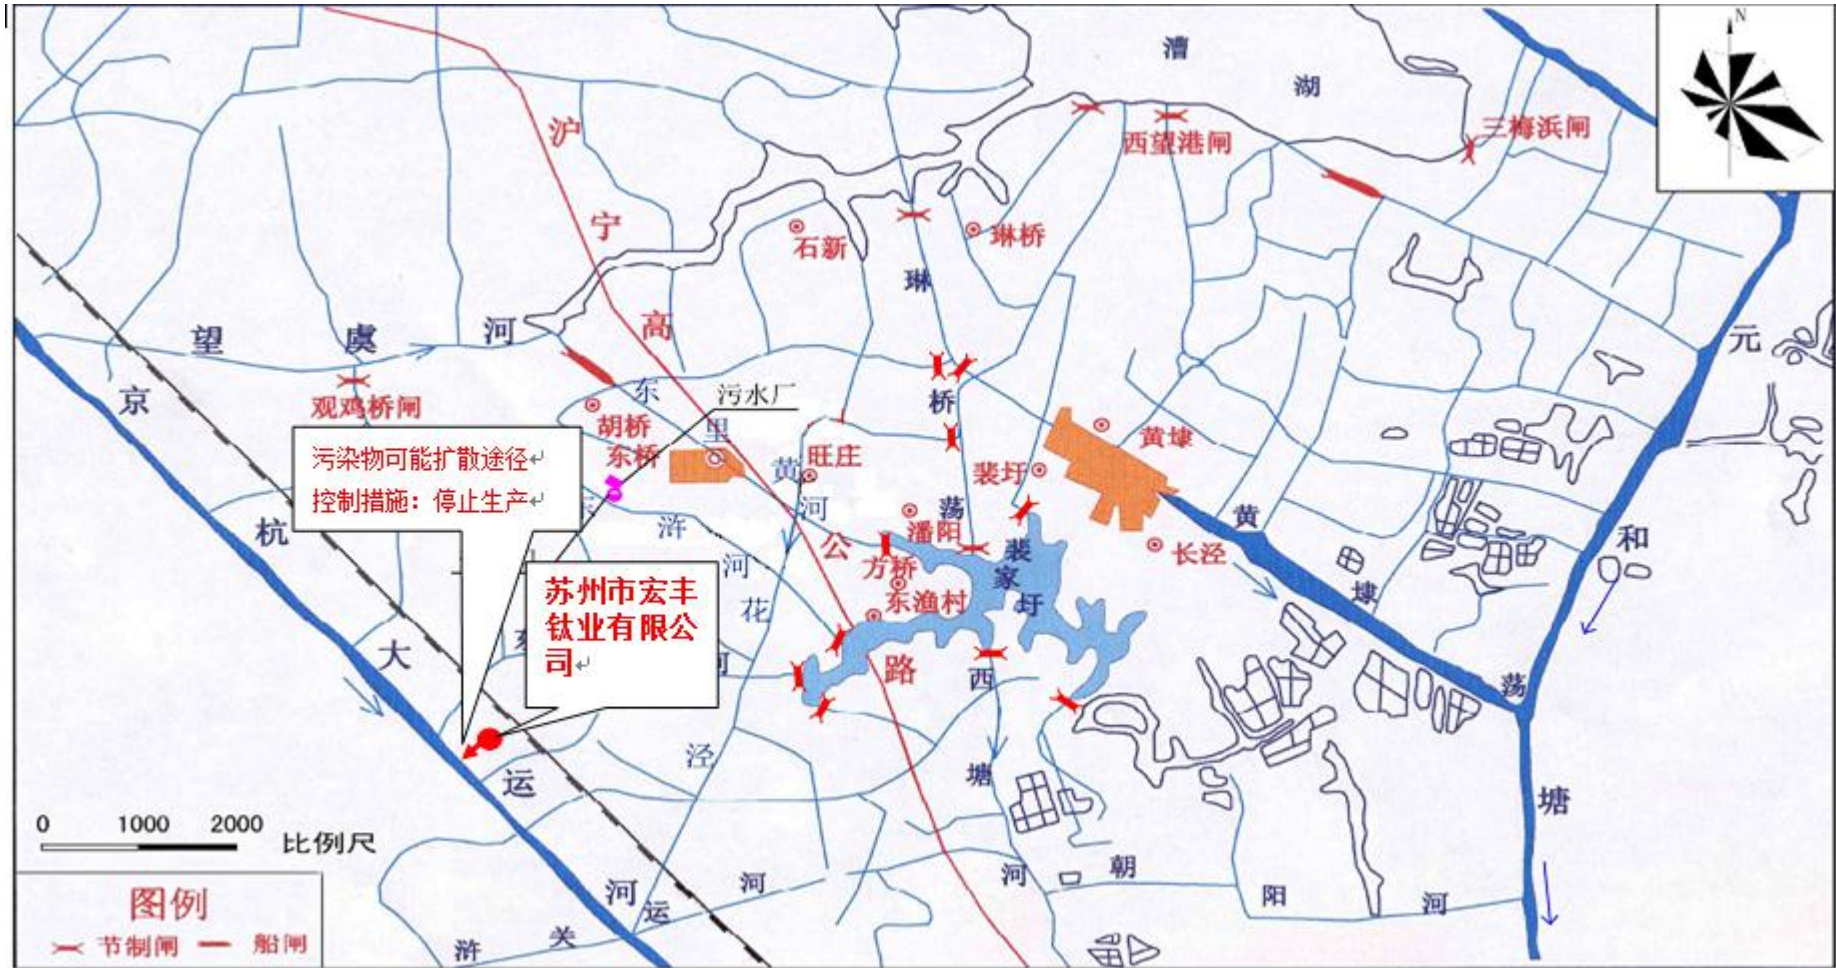 N
漕
湖
三梅浜闸
西望港闸
沪
宁
高
公
路
石新
琳桥
琳
桥
荡
西
塘
河
望
虞
河
元
和
塘
京
杭
大
运
河
观鸡桥闸
东
里
河
污水厂
胡桥
东桥
黄
花
泾
旺庄
黄埭
裴圩
潘阳
方桥
东渔村
长泾
裴
家
圩
黄
埭
荡
浒
河
河
污染物可能扩散途径
控制措施：停止生产
苏州市宏丰
钛业有限公
司
0 1000 2000
比例尺
图例
节制闸
船闸
浒
关
运
河
朝
阳
河